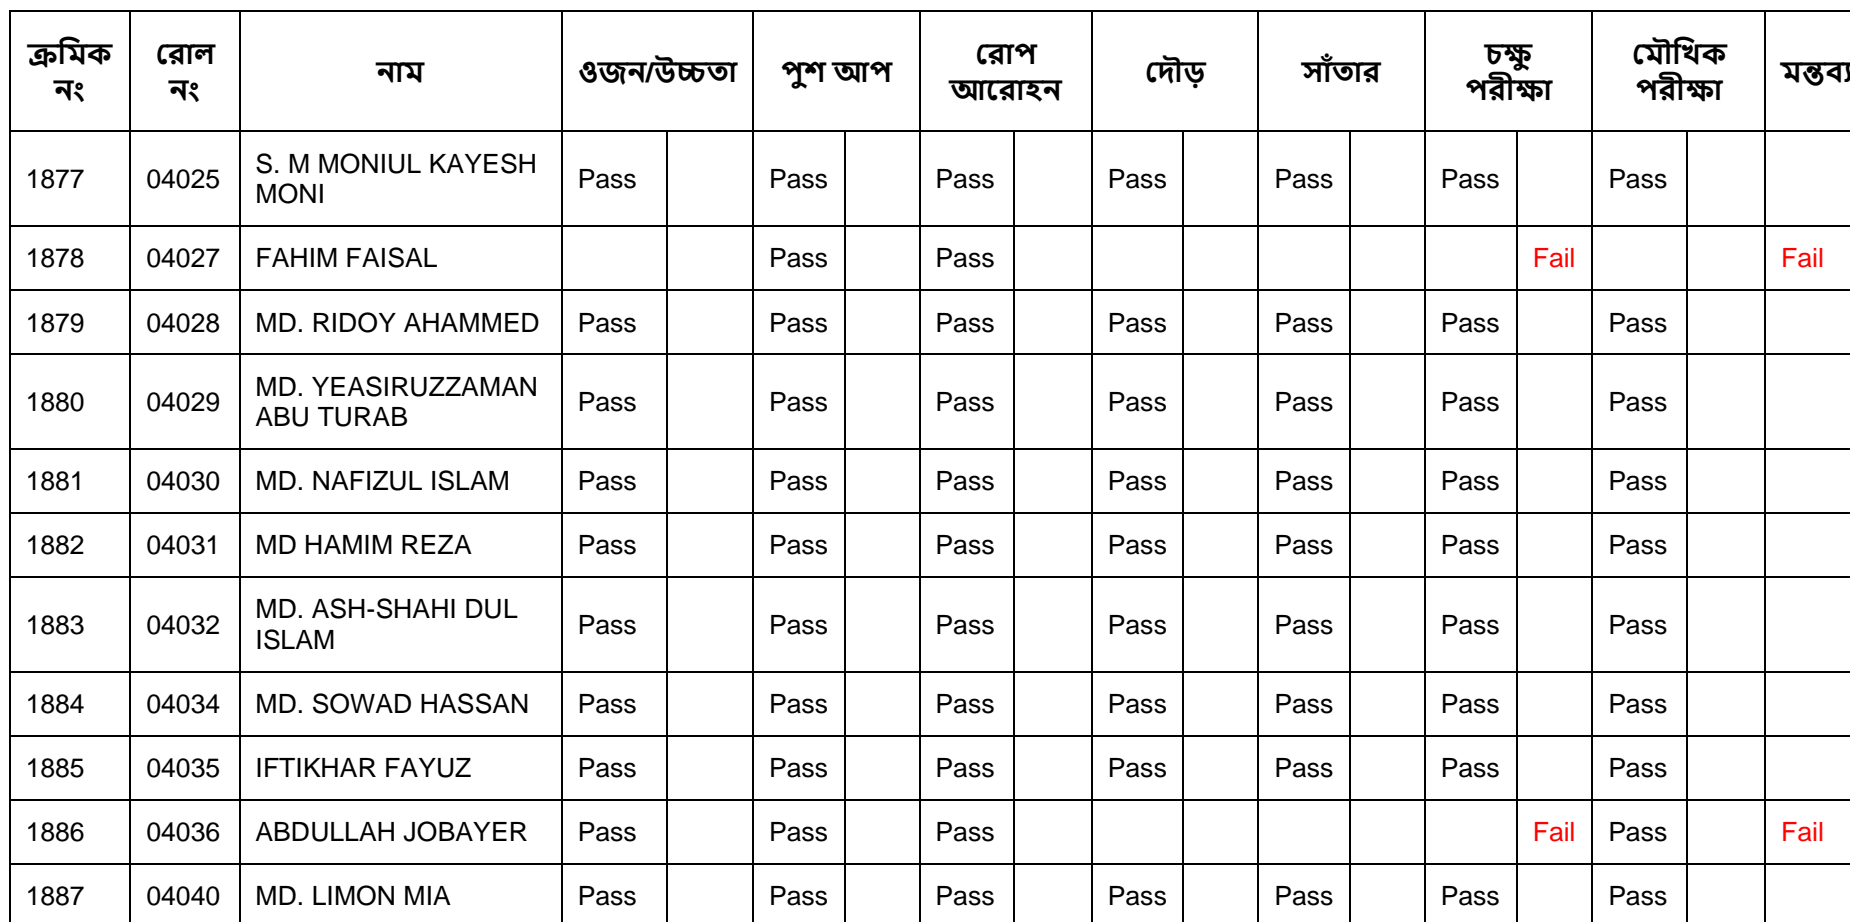 ক্রমিক নং রোল নং নাম ওজন/উচ্চতা পুশ আপ রোপ আরোহন দৌড় সাঁতার চক্ষু পরীক্ষা মৌখিক পরীক্ষা মন্তব্য
1877 04025 S. M MONIUL KAYESH MONI Pass Pass Pass Pass Pass Pass Pass
1878 04027 FAHIM FAISAL Pass Pass Fail Fail
1879 04028 MD. RIDOY AHAMMED Pass Pass Pass Pass Pass Pass Pass
1880 04029 MD. YEASIRUZZAMAN ABU TURAB Pass Pass Pass Pass Pass Pass Pass
1881 04030 MD. NAFIZUL ISLAM Pass Pass Pass Pass Pass Pass Pass
1882 04031 MD HAMIM REZA Pass Pass Pass Pass Pass Pass Pass
1883 04032 MD. ASH-SHAHI DUL ISLAM Pass Pass Pass Pass Pass Pass Pass
1884 04034 MD. SOWAD HASSAN Pass Pass Pass Pass Pass Pass Pass
1885 04035 IFTIKHAR FAYUZ Pass Pass Pass Pass Pass Pass Pass
1886 04036 ABDULLAH JOBAYER Pass Pass Pass Fail Pass Fail
1887 04040 MD. LIMON MIA Pass Pass Pass Pass Pass Pass Pass